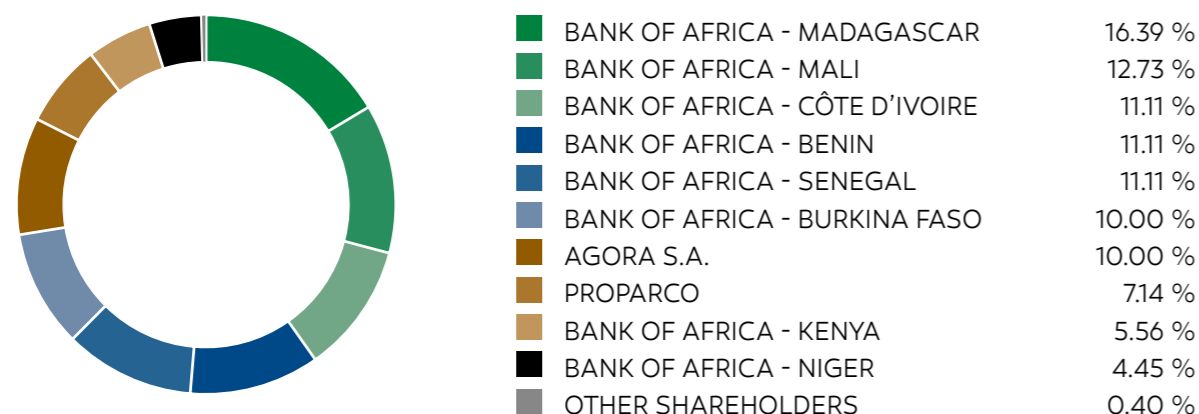 BANK OF AFRICA - MADAGASCAR 16.39 %
BANK OF AFRICA - MALI 12.73 %
BANK OF AFRICA - CÔTE D’IVOIRE 11.11 %
BANK OF AFRICA - BENIN 11.11 %
BANK OF AFRICA - SENEGAL 11.11 %
BANK OF AFRICA - BURKINA FASO 10.00 %
AGORA S.A. 10.00 %
PROPARCO 7.14 %
BANK OF AFRICA - KENYA 5.56 %
BANK OF AFRICA - NIGER 4.45 %
OTHER SHAREHOLDERS 0.40 %